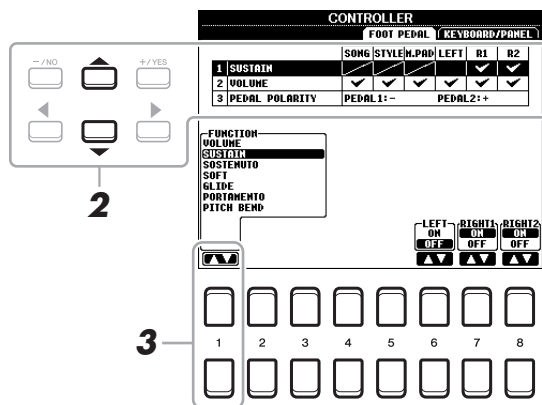 CONTROLLER
FOOT PEDAL KEYBOARD/PANEL
SONG STYLE M.PAD LEFT R1 R2
1 SUSTAIN
2 VOLUME
3 PEDAL POLARITY PEDAL1:- PEDAL2:+
-/NO +/YES
2
FUNCTION
VOLUME
SUSTAIN
SOSTENUTO
SOFT
GLIDE
PORTAMENTO
PITCH BEND
LEFT RIGHT1 RIGHT2
ON ON ON
OFF OFF OFF
3
1 2 3 4 5 6 7 8